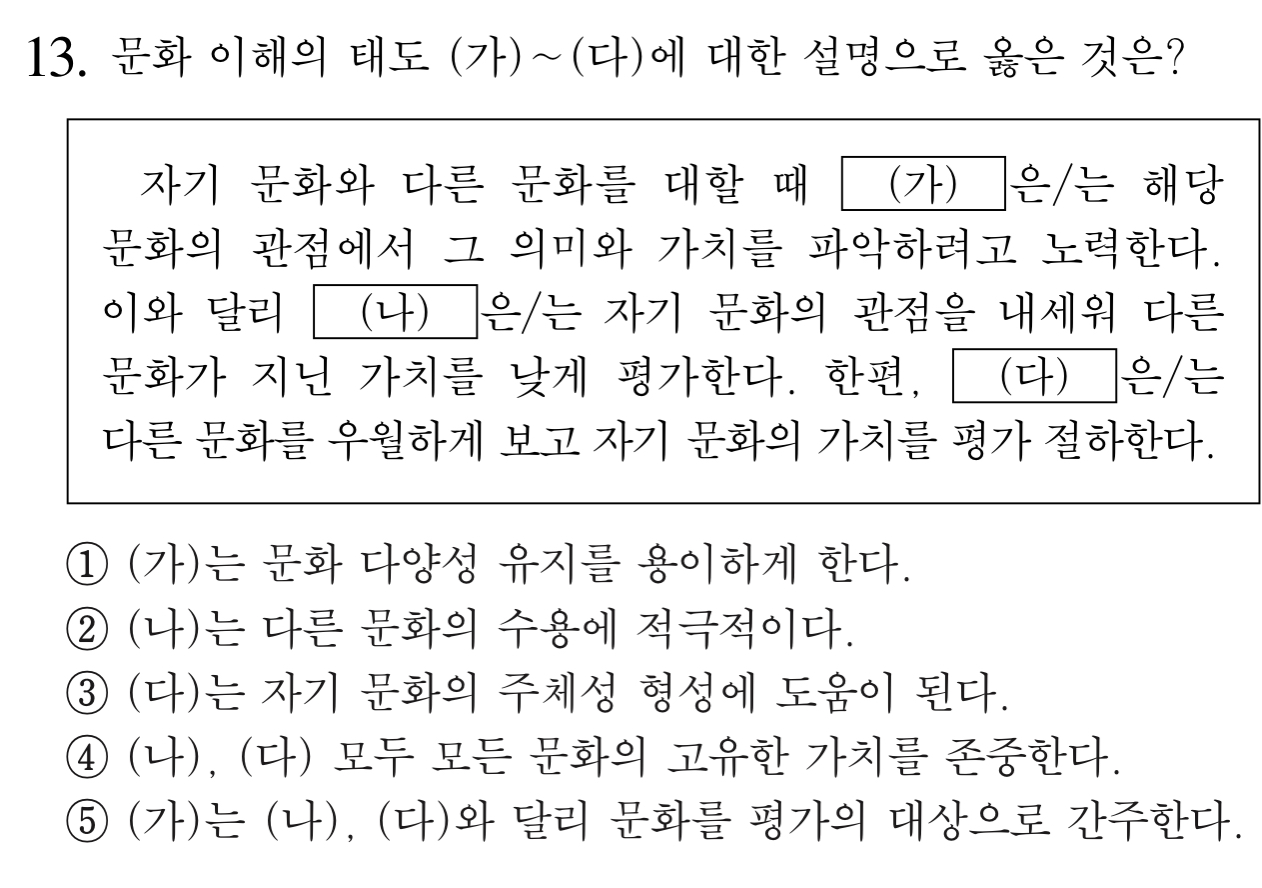 13. 문화 이해의 태도 (가)~(다)에 대한 설명으로 옳은 것은?
자기 문화와 다른 문화를 대할 때 (가) 은/는 해당
문화의 관점에서 그 의미와 가치를 파악하려고 노력한다.
이와 달리 (나) 은/는 자기 문화의 관점을 내세워 다른
문화가 지닌 가치를 낮게 평가한다. 한편, (다) 은/는
다른 문화를 우월하게 보고 자기 문화의 가치를 평가 절하한다.
① (가)는 문화 다양성 유지를 용이하게 한다.
② (나)는 다른 문화의 수용에 적극적이다.
③ (다)는 자기 문화의 주체성 형성에 도움이 된다.
④ (나), (다) 모두 모든 문화의 고유한 가치를 존중한다.
⑤ (가)는 (나), (다)와 달리 문화를 평가의 대상으로 간주한다.